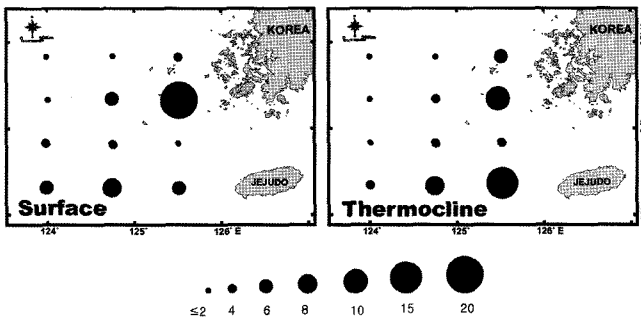 KOREA
JEJUDO
Surface
124°
125°
126° E
KOREA
JEJUDO
Thermocline
124°
125°
126° E
≤2 4 6 8 10 15 20